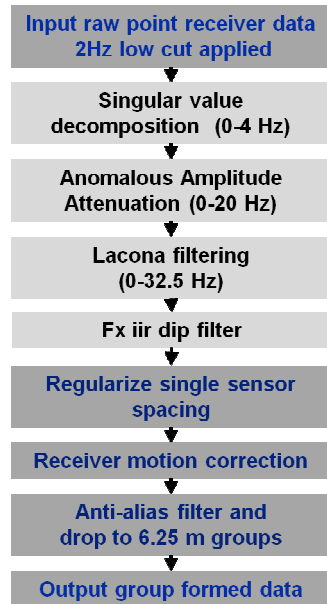 Input raw point receiver data
2Hz low cut applied
Singular value
decomposition (0-4 Hz)
Anomalous Amplitude
Attenuation (0-20 Hz)
Lacona filtering
(0-32.5 Hz)
Fx iir dip filter
Regularize single sensor
spacing
Receiver motion correction
Anti-alias filter and
drop to 6.25 m groups
Output group formed data